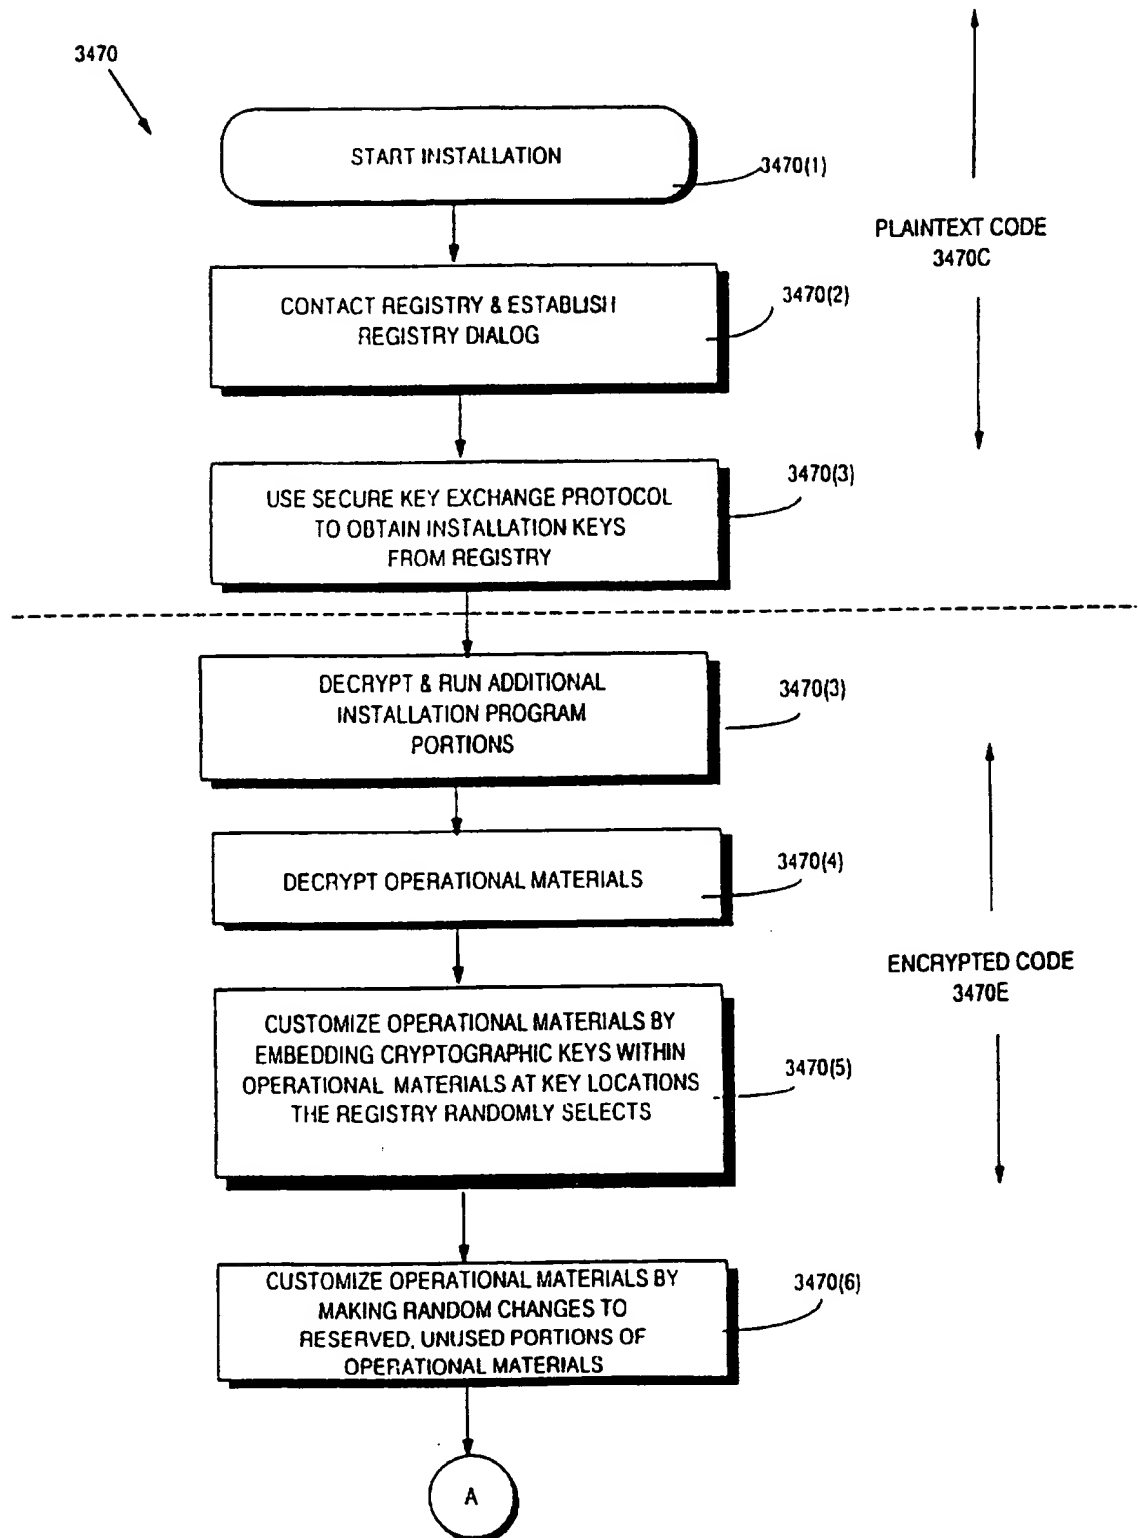 3470
START INSTALLATION
3470(1)
PLAINTEXT CODE
3470C
CONTACT REGISTRY & ESTABLISH
REGISTRY DIALOG
3470(2)
USE SECURE KEY EXCHANGE PROTOCOL
TO OBTAIN INSTALLATION KEYS
FROM REGISTRY
3470(3)
DECRYPT & RUN ADDITIONAL
INSTALLATION PROGRAM
PORTIONS
3470(3)
DECRYPT OPERATIONAL MATERIALS
3470(4)
ENCRYPTED CODE
3470E
CUSTOMIZE OPERATIONAL MATERIALS BY
EMBEDDING CRYPTOGRAPHIC KEYS WITHIN
OPERATIONAL MATERIALS AT KEY LOCATIONS
THE REGISTRY RANDOMLY SELECTS
3470(5)
CUSTOMIZE OPERATIONAL MATERIALS BY
MAKING RANDOM CHANGES TO
RESERVED, UNUSED PORTIONS OF
OPERATIONAL MATERIALS
3470(6)
A